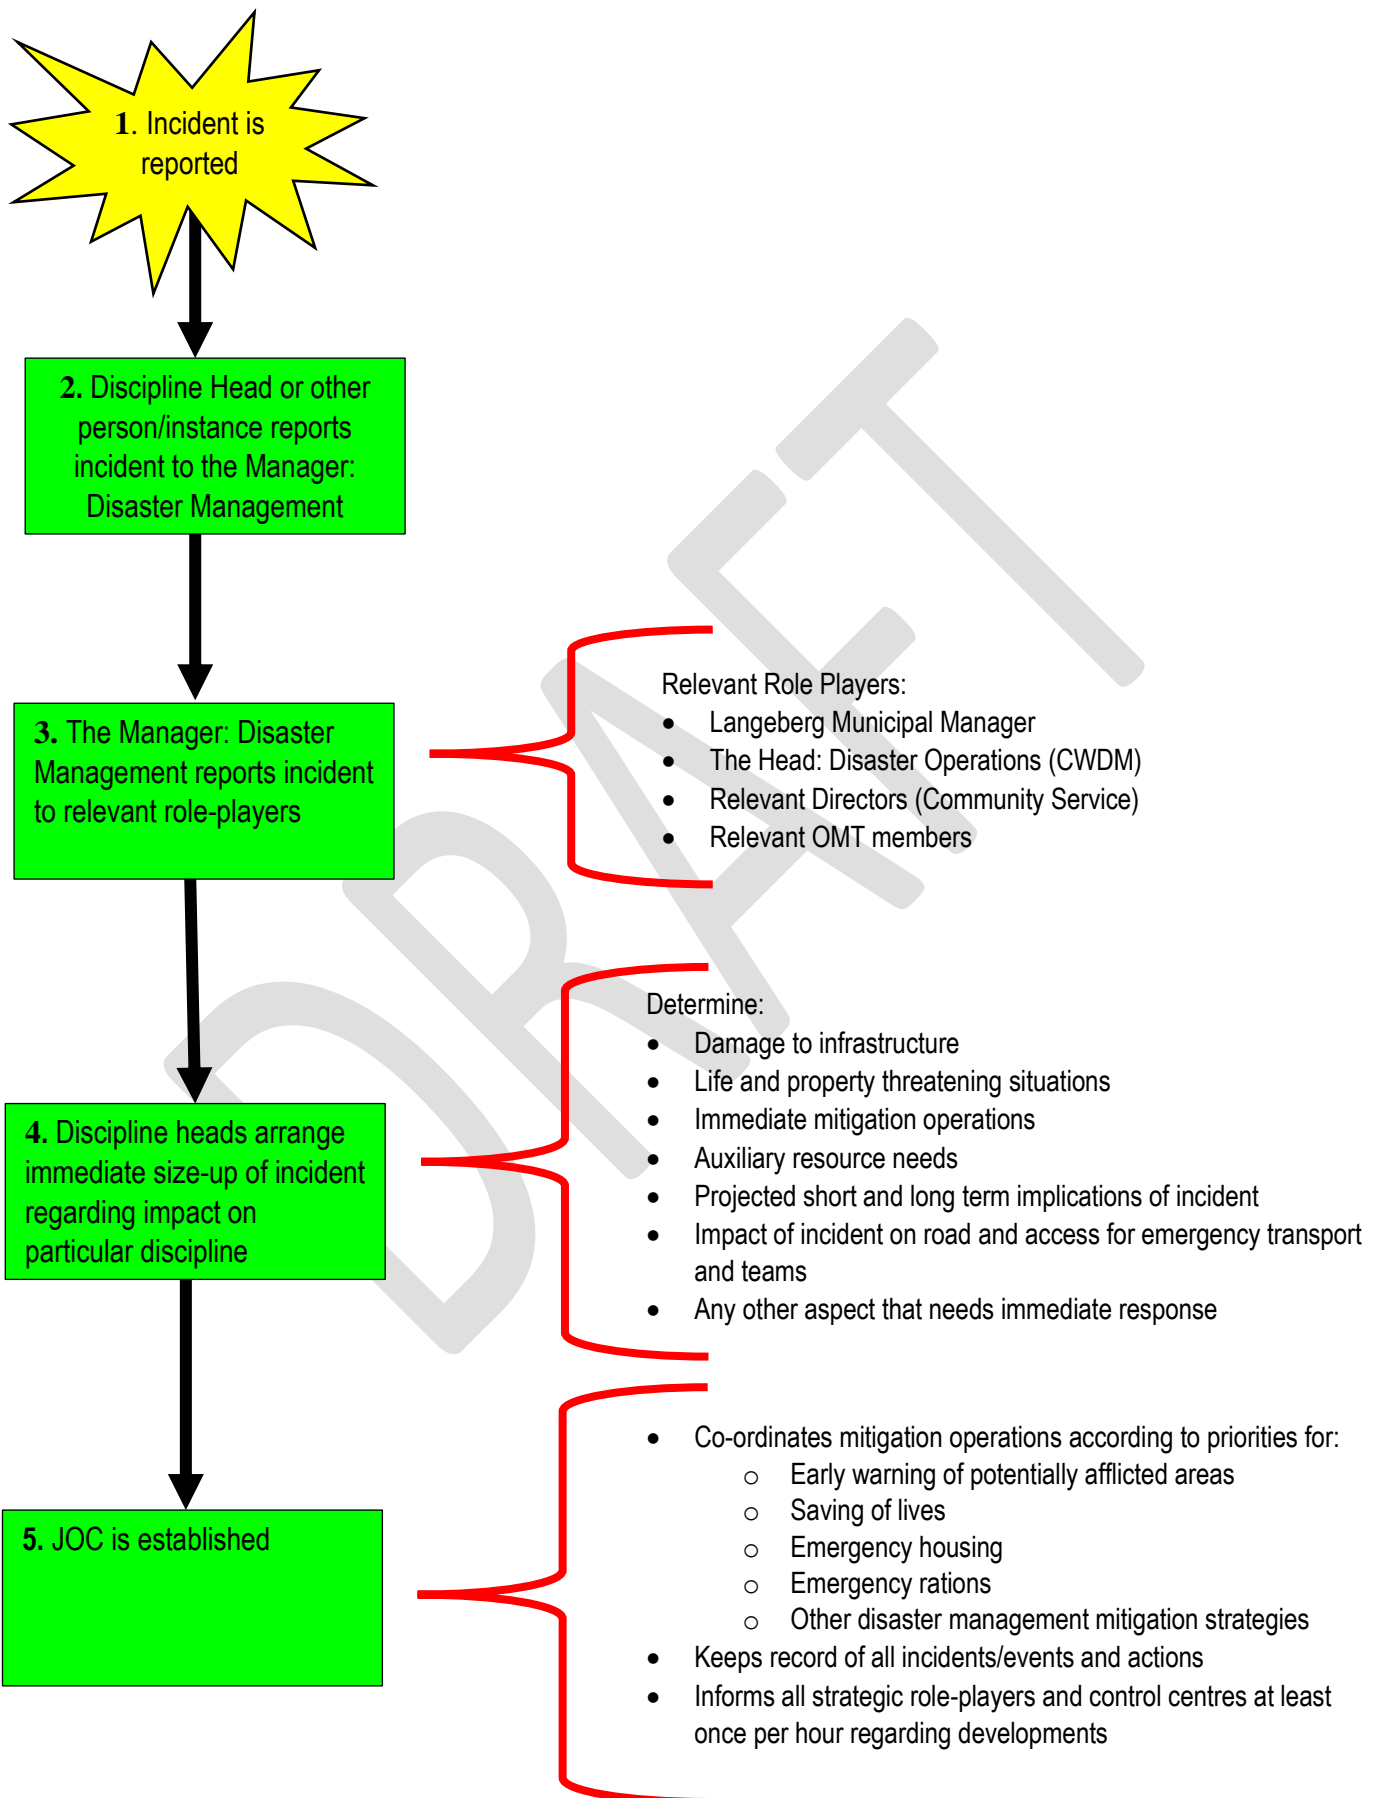 1. Incident is
reported
2. Discipline Head or other
person/instance reports
incident to the Manager:
Disaster Management
3. The Manager: Disaster
Management reports incident
to relevant role-players
Relevant Role Players:
• Langeberg Municipal Manager
• The Head: Disaster Operations (CWDM)
• Relevant Directors (Community Service)
• Relevant OMT members
4. Discipline heads arrange
immediate size-up of incident
regarding impact on
particular discipline
Determine:
• Damage to infrastructure
• Life and property threatening situations
• Immediate mitigation operations
• Auxiliary resource needs
• Projected short and long term implications of incident
• Impact of incident on road and access for emergency transport
and teams
• Any other aspect that needs immediate response
5. JOC is established
• Co-ordinates mitigation operations according to priorities for:
o Early warning of potentially afflicted areas
o Saving of lives
o Emergency housing
o Emergency rations
o Other disaster management mitigation strategies
• Keeps record of all incidents/events and actions
• Informs all strategic role-players and control centres at least
once per hour regarding developments
DRAFT